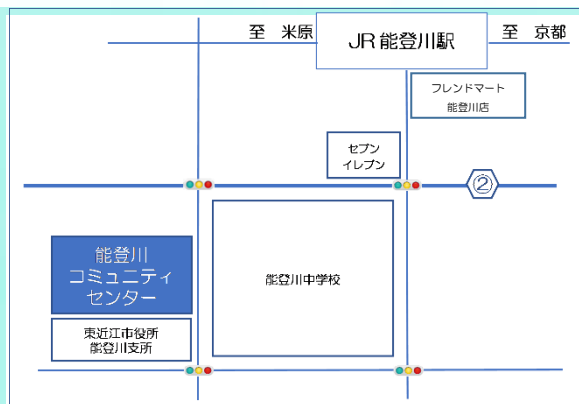 至 米原
JR 能登川駅
至 京都
フレンドマート
能登川店
セブン
イレブン
②
能登川
コミュニティ
センター
能登川中学校
東近江市役所
能登川支所